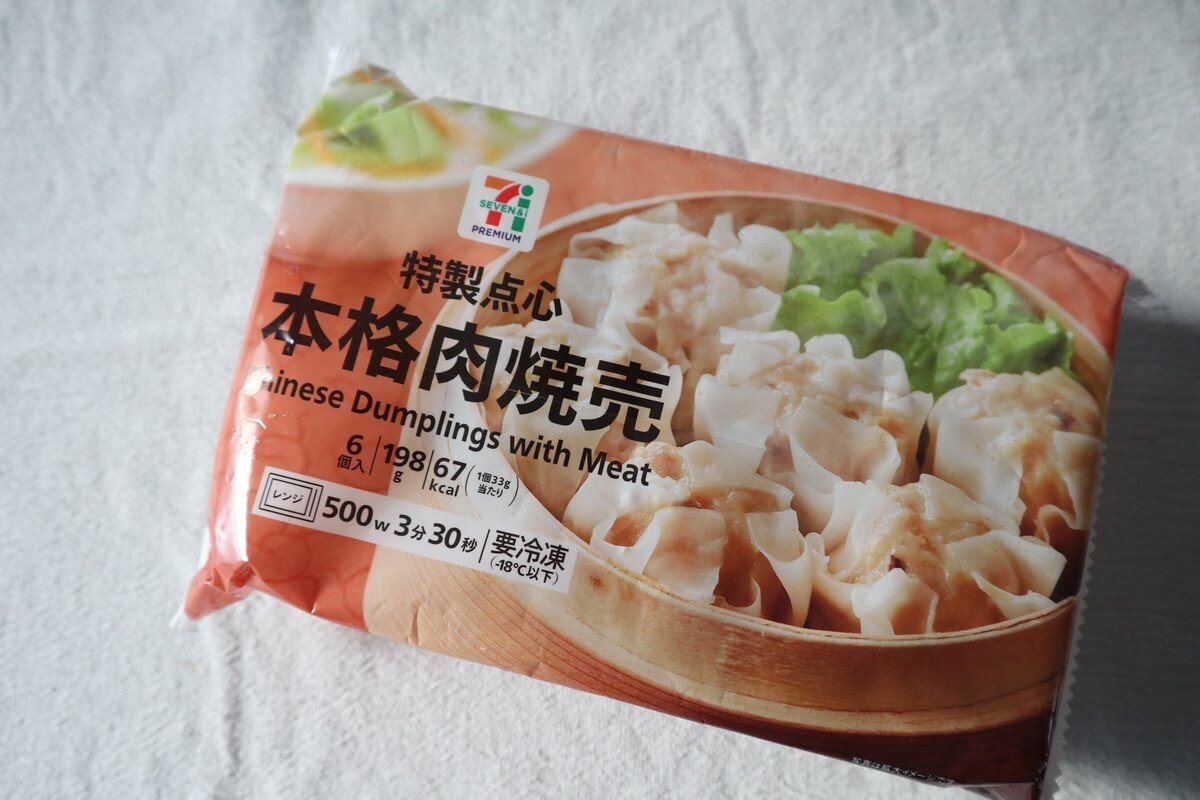 SEVEN&i
PREMIUM
特製点心
本格肉焼売
hinese Dumplings with Meat
6個入 198g 67kcal (1個33g当たり)
レンジ 500W 3分30秒 要冷凍 (-18℃以下)